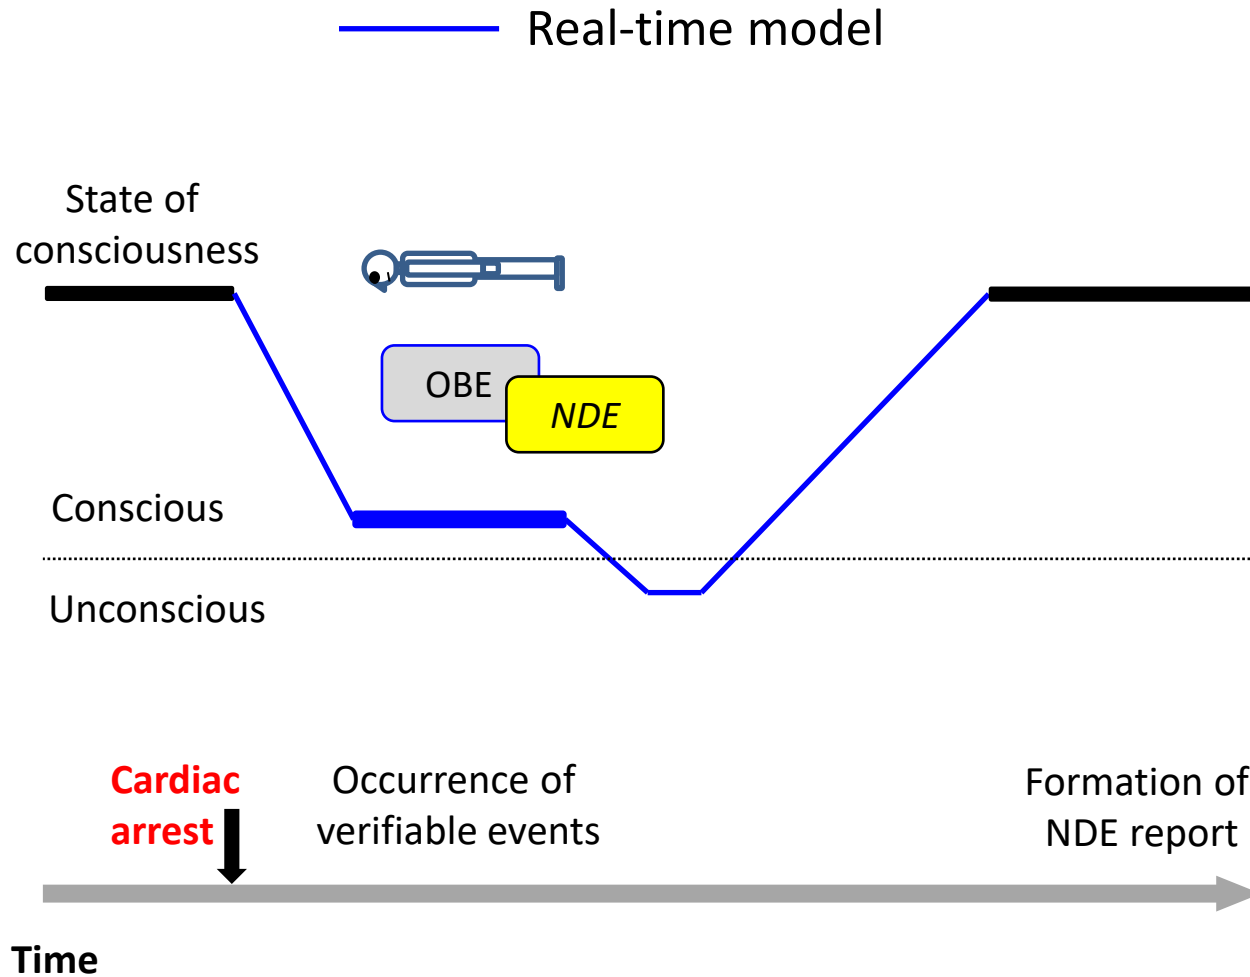 Real-time model
State of
consciousness
OBE
NDE
Conscious
Unconscious
Cardiac
arrest
Occurrence of
verifiable events
Formation of
NDE report
Time